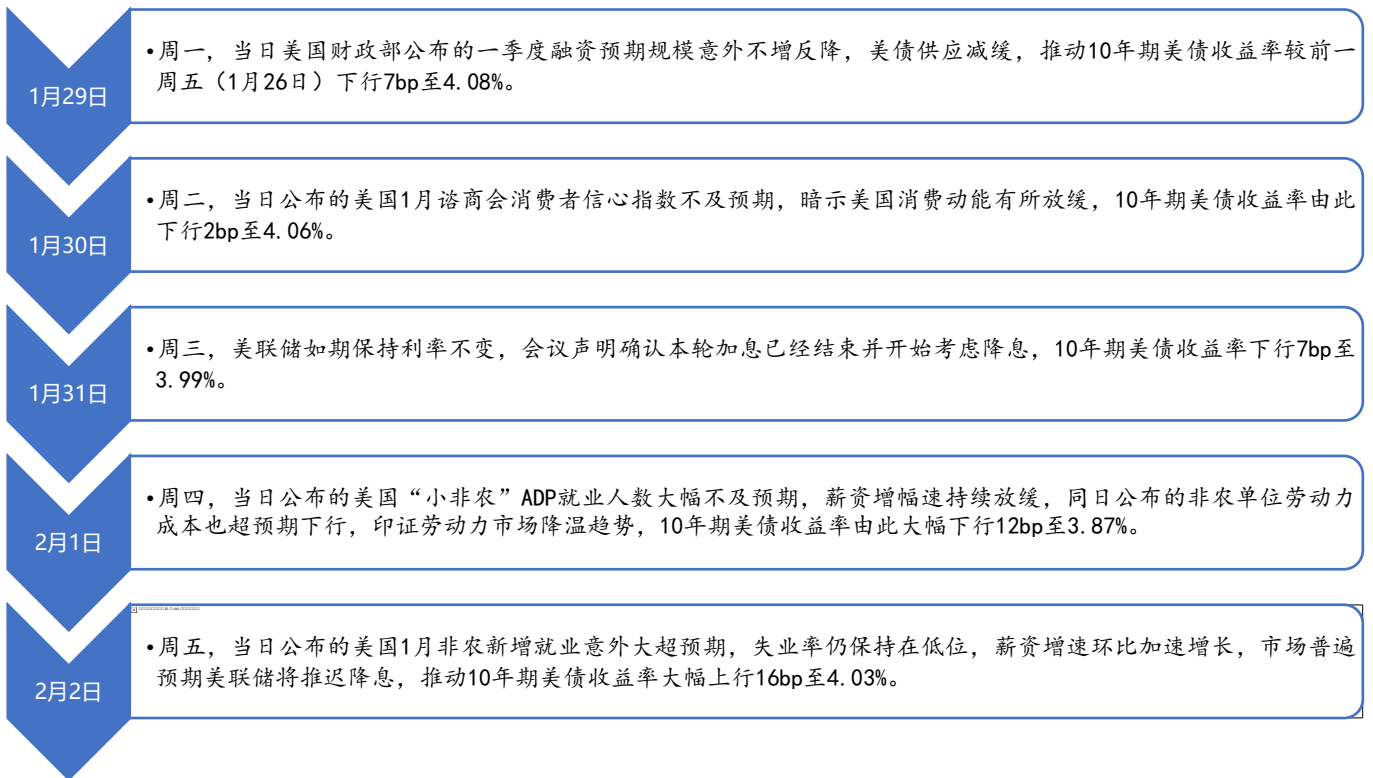 1月29日
•周一，当日美国财政部公布的一季度融资预期规模意外不增反降，美债供应减缓，推动10年期美债收益率较前一
周五（1月26日）下行7bp至4.08%。
1月30日
•周二，当日公布的美国1月谘商会消费者信心指数不及预期，暗示美国消费动能有所放缓，10年期美债收益率由此
下行2bp至4.06%。
1月31日
•周三，美联储如期保持利率不变，会议声明确认本轮加息已经结束并开始考虑降息，10年期美债收益率下行7bp至
3.99%。
2月1日
•周四，当日公布的美国“小非农”ADP就业人数大幅不及预期，薪资增幅速持续放缓，同日公布的非农单位劳动力
成本也超预期下行，印证劳动力市场降温趋势，10年期美债收益率由此大幅下行12bp至3.87%。
2月2日
•周五，当日公布的美国1月非农新增就业意外大超预期，失业率仍保持在低位，薪资增速环比加速增长，市场普遍
预期美联储将推迟降息，推动10年期美债收益率大幅上行16bp至4.03%。